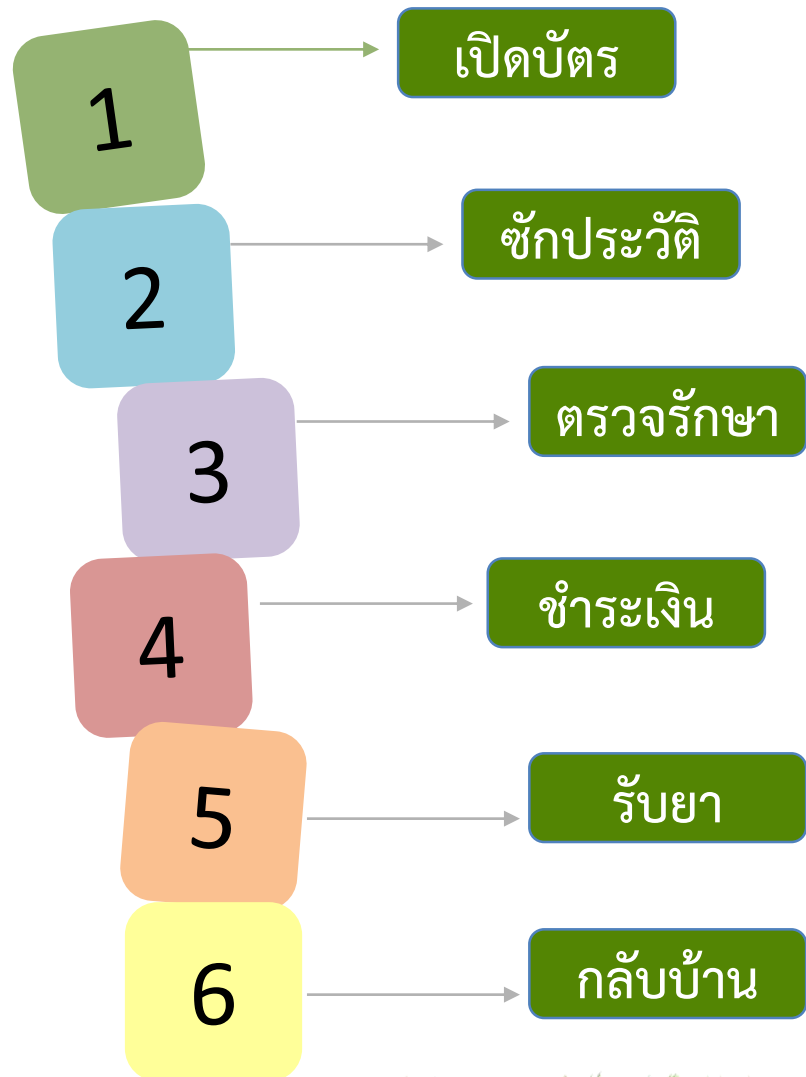 1
เปิดบัตร
2
ซักประวัติ
3
ตรวจรักษา
4
ชำระเงิน
5
รับยา
6
กลับบ้าน